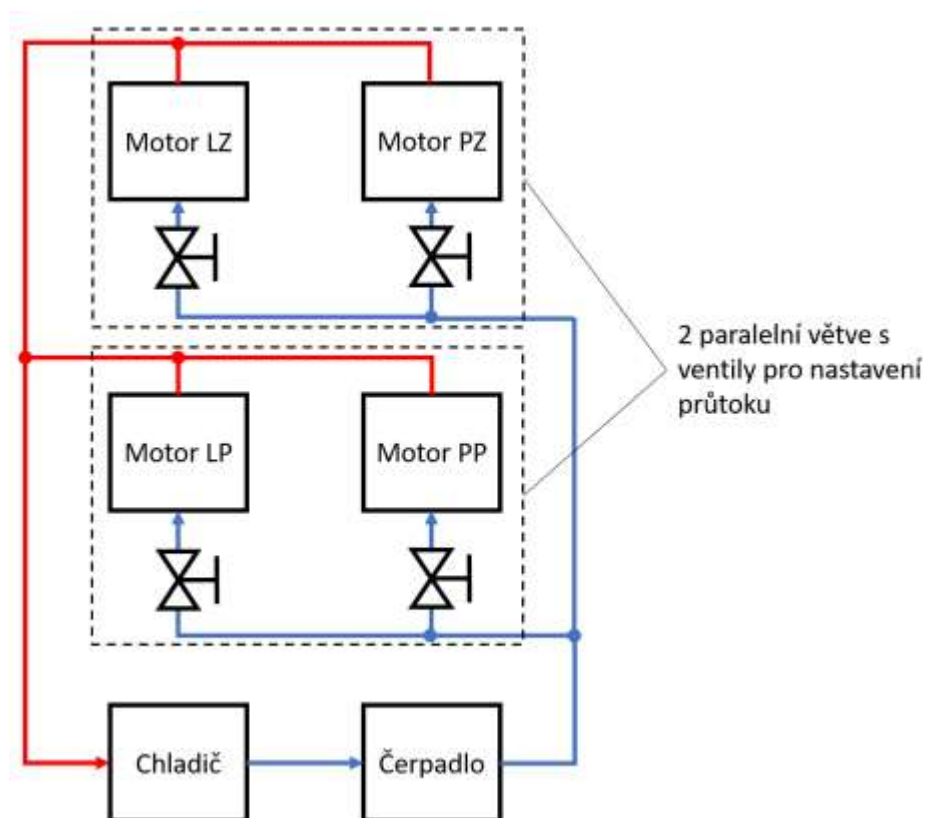 Motor LZ
Motor PZ
2 paralelní větve s
ventily pro nastavení
průtoku
Motor LP
Motor PP
Chladič
Čerpadlo